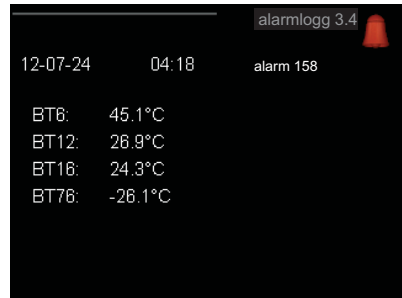 alarmlogg 3.4
12-07-24 04:18 alarm 158
BT6: 45.1°C
BT12: 26.9°C
BT16: 24.3°C
BT76: -26.1°C